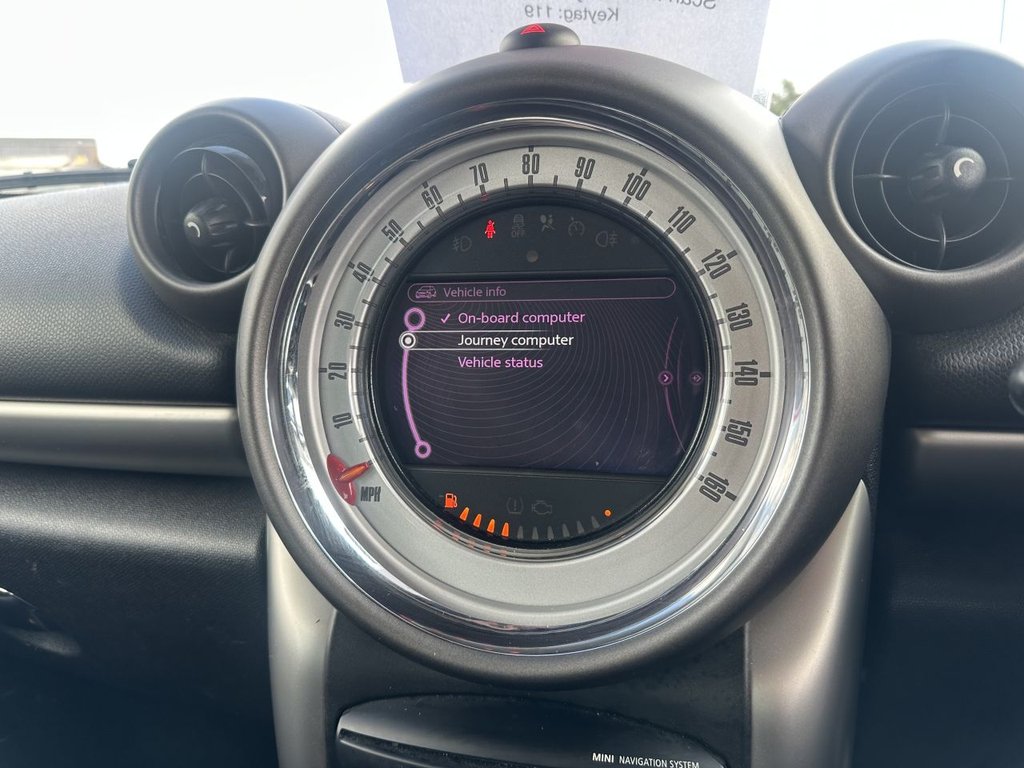 Keytag: 119
10
20
30
40
50
60
70
80
90
100
110
120
130
140
150
160
MPH
OFF
Vehicle info
✓ On-board computer
Journey computer
Vehicle status
MINI NAVIGATION SYSTEM